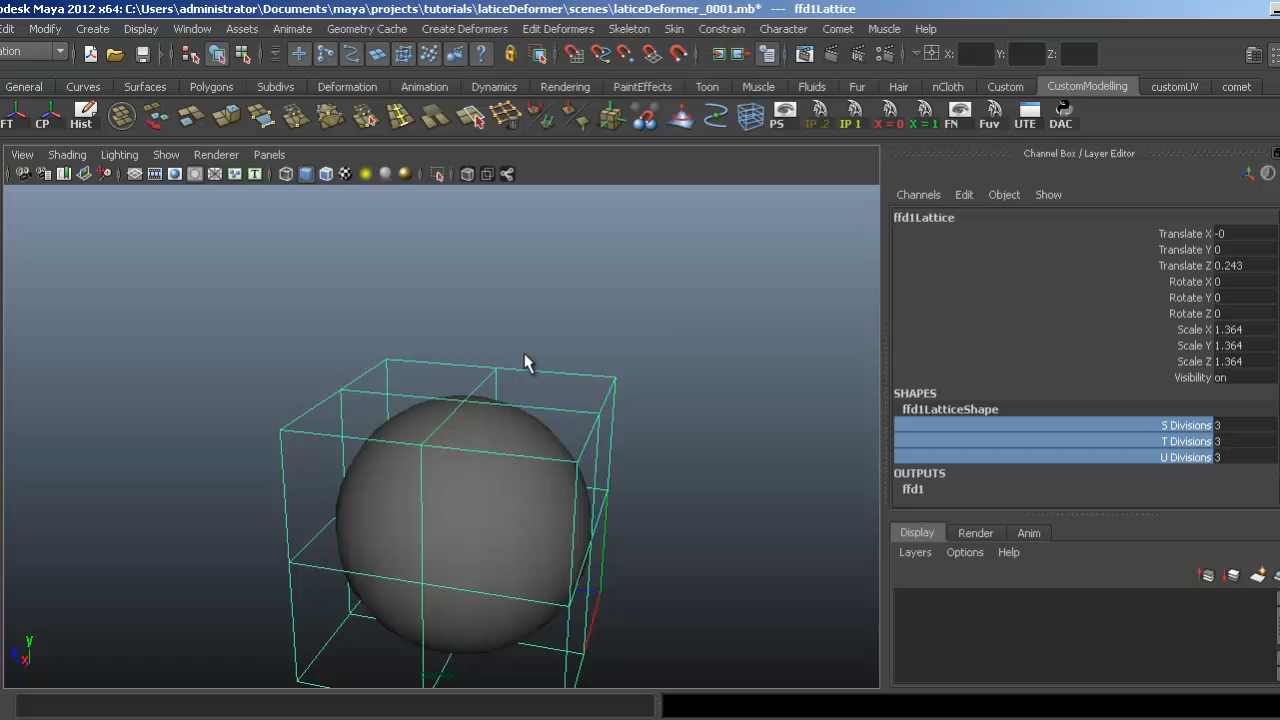 odesk Maya 2012 x64: C:\Users\administrator\Documents\maya\projects\tutorials\laticeDeformer\scenes\laticeDeformer_0001.mb*  ---  ffd1Lattice
Edit Modify Create Display Window Assets Animate Geometry Cache Create Deformers Edit Deformers Skeleton Skin Constrain Character Comet Muscle Help
ation X: Y: Z:
General Curves Surfaces Polygons Subdivs Deformation Animation Dynamics Rendering PaintEffects Toon Muscle Fluids Fur Hair nCloth Custom CustomModelling customUV comet
FT CP Hist PS IP .2 IP 1 X = 0 X = 1 FN Fuv UTE DAC
View Shading Lighting Show Renderer Panels
Channel Box / Layer Editor
Channels Edit Object Show
ffd1Lattice
Translate X -0
Translate Y 0
Translate Z 0.243
Rotate X 0
Rotate Y 0
Rotate Z 0
Scale X 1.364
Scale Y 1.364
Scale Z 1.364
Visibility on
SHAPES
ffd1LatticeShape
S Divisions 3
T Divisions 3
U Divisions 3
OUTPUTS
ffd1
Display Render Anim
Layers Options Help
y
x